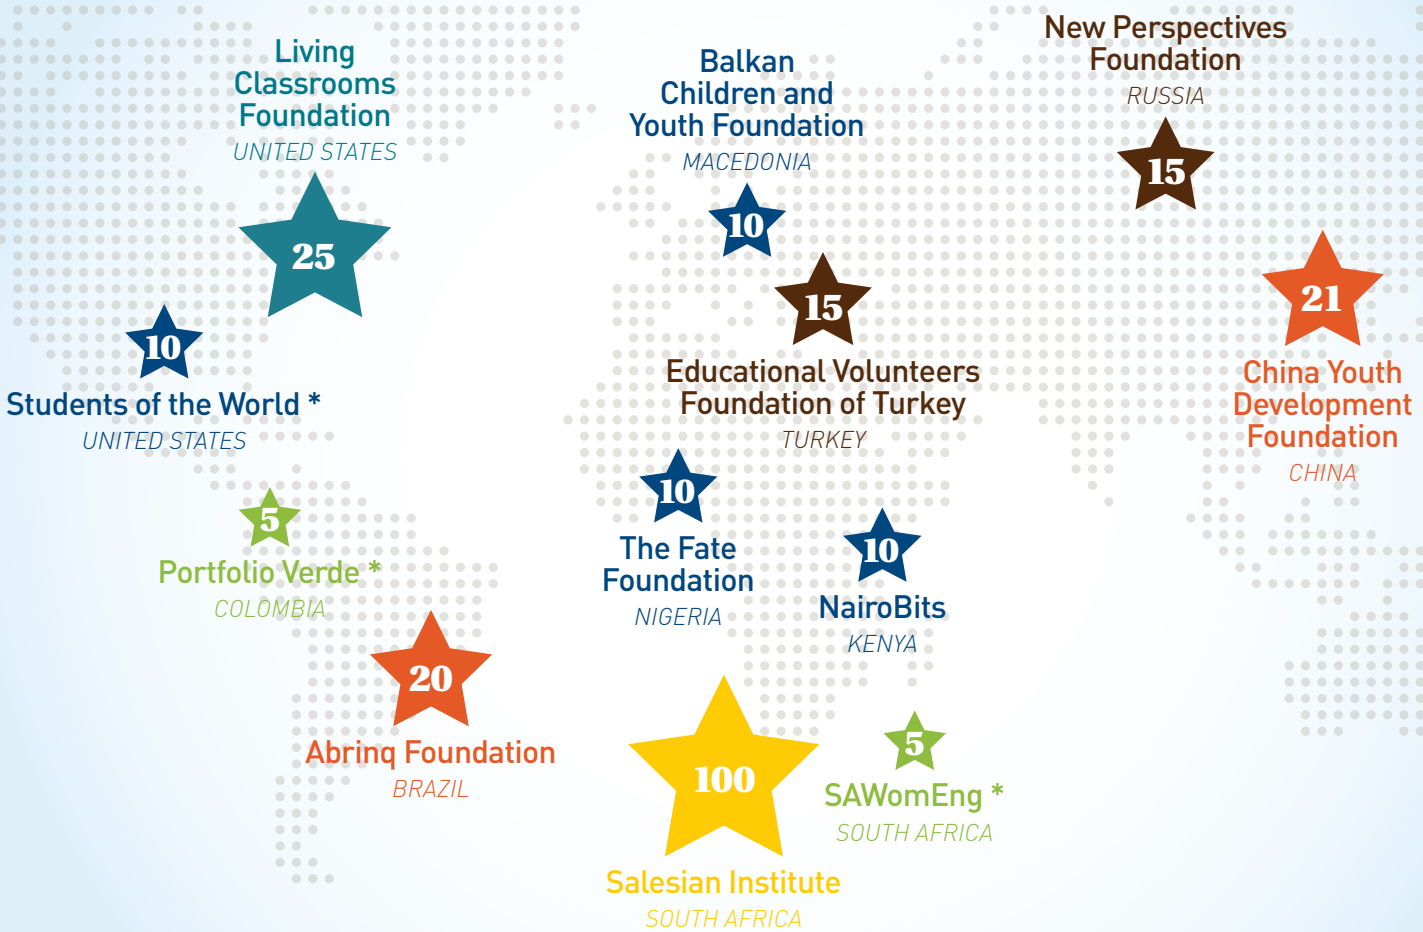 Living
Classrooms
Foundation
UNITED STATES
25
Balkan
Children and
Youth Foundation
MACEDONIA
10
New Perspectives
Foundation
RUSSIA
15
10
Students of the World *
UNITED STATES
15
Educational Volunteers
Foundation of Turkey
TURKEY
21
China Youth
Development
Foundation
CHINA
5
Portfolio Verde *
COLOMBIA
10
The Fate
Foundation
NIGERIA
10
NairoBits
KENYA
20
Abrinq Foundation
BRAZIL
100
Salesian Institute
SOUTH AFRICA
5
SAWomEng *
SOUTH AFRICA